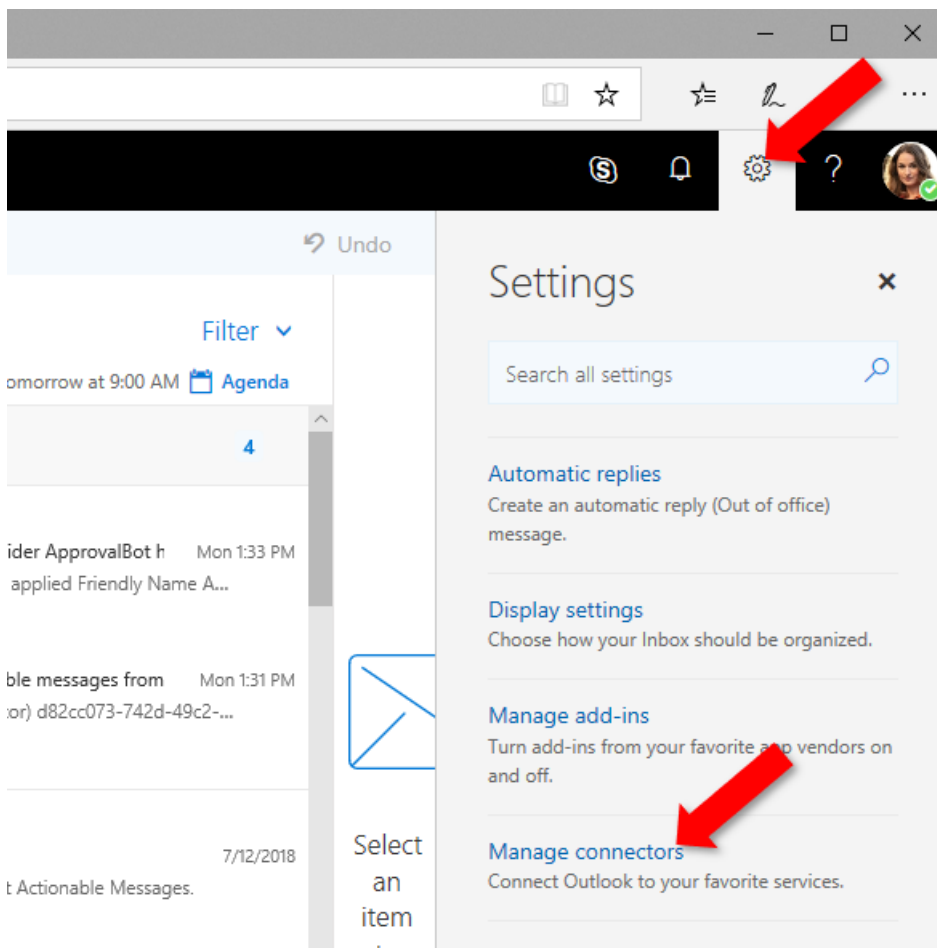 ?
Undo
Settings
Filter
Search all settings
omorrow at 9:00 AM Agenda
4
Automatic replies
Create an automatic reply (Out of office)
message.
ider ApprovalBot h Mon 1:33 PM
applied Friendly Name A...
Display settings
Choose how your Inbox should be organized.
ble messages from Mon 1:31 PM
:or) d82cc073-742d-49c2-...
Manage add-ins
Turn add-ins from your favorite app vendors on
and off.
7/12/2018
t Actionable Messages.
Select
an
item
Manage connectors
Connect Outlook to your favorite services.